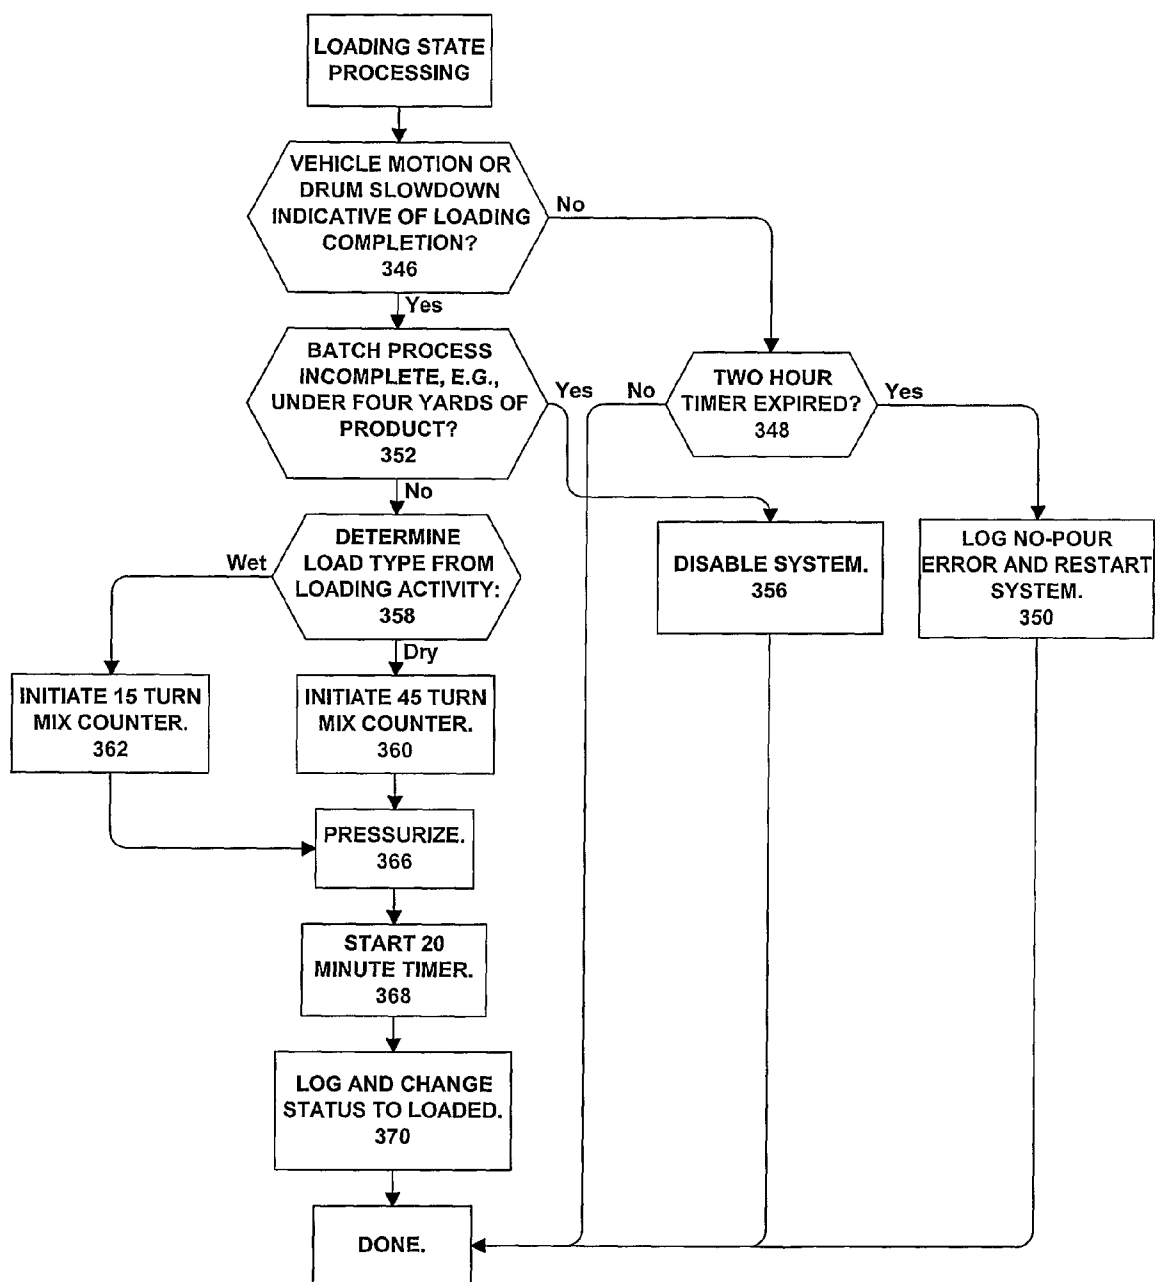 LOADING STATE
PROCESSING
VEHICLE MOTION OR
DRUM SLOWDOWN
INDICATIVE OF LOADING
COMPLETION?
346
No
Yes
BATCH PROCESS
INCOMPLETE, E.G.,
UNDER FOUR YARDS OF
PRODUCT?
352
Yes
No
TWO HOUR
TIMER EXPIRED?
348
No
Yes
DETERMINE
LOAD TYPE FROM
LOADING ACTIVITY:
358
Wet
Dry
DISABLE SYSTEM.
356
LOG NO-POUR
ERROR AND RESTART
SYSTEM.
350
INITIATE 15 TURN
MIX COUNTER.
362
INITIATE 45 TURN
MIX COUNTER.
360
PRESSURIZE.
366
START 20
MINUTE TIMER.
368
LOG AND CHANGE
STATUS TO LOADED.
370
DONE.